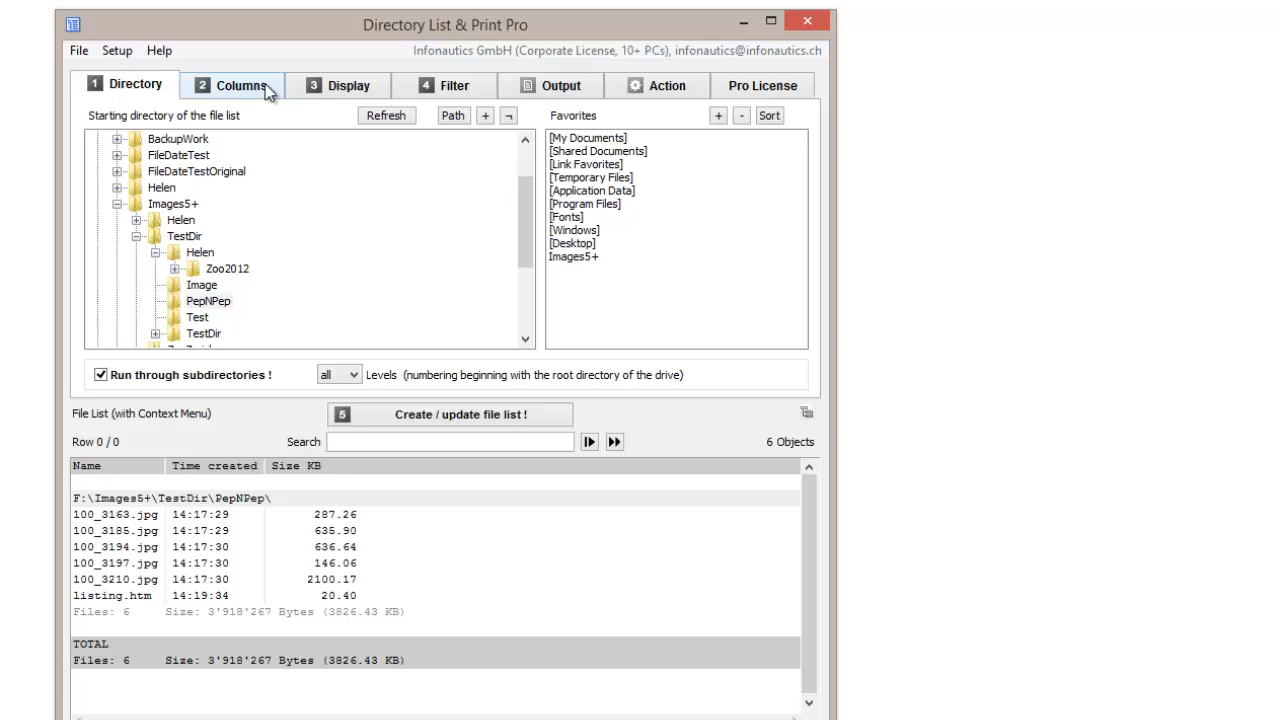 Directory List & Print Pro
File Setup Help Infonautics GmbH (Corporate License, 10+ PCs), infonautics@infonautics.ch
1 Directory 2 Columns 3 Display 4 Filter Output Action Pro License
Starting directory of the file list Refresh Path + ¬ Favorites + - Sort
BackupWork
FileDateTest
FileDateTestOriginal
Helen
Images5+
Helen
TestDir
Helen
Zoo2012
Image
PepNPep
Test
TestDir
[My Documents]
[Shared Documents]
[Link Favorites]
[Temporary Files]
[Application Data]
[Program Files]
[Fonts]
[Windows]
[Desktop]
Images5+
Run through subdirectories ! all Levels (numbering beginning with the root directory of the drive)
File List (with Context Menu) 5 Create / update file list !
Row 0 / 0 Search 6 Objects
Name Time created Size KB
F:\Images5+\TestDir\PepNPep\
100_3163.jpg 14:17:29 287.26
100_3185.jpg 14:17:29 635.90
100_3194.jpg 14:17:30 636.64
100_3197.jpg 14:17:30 146.06
100_3210.jpg 14:17:30 2100.17
listing.htm 14:19:34 20.40
Files: 6 Size: 3'918'267 Bytes (3826.43 KB)
TOTAL
Files: 6 Size: 3'918'267 Bytes (3826.43 KB)